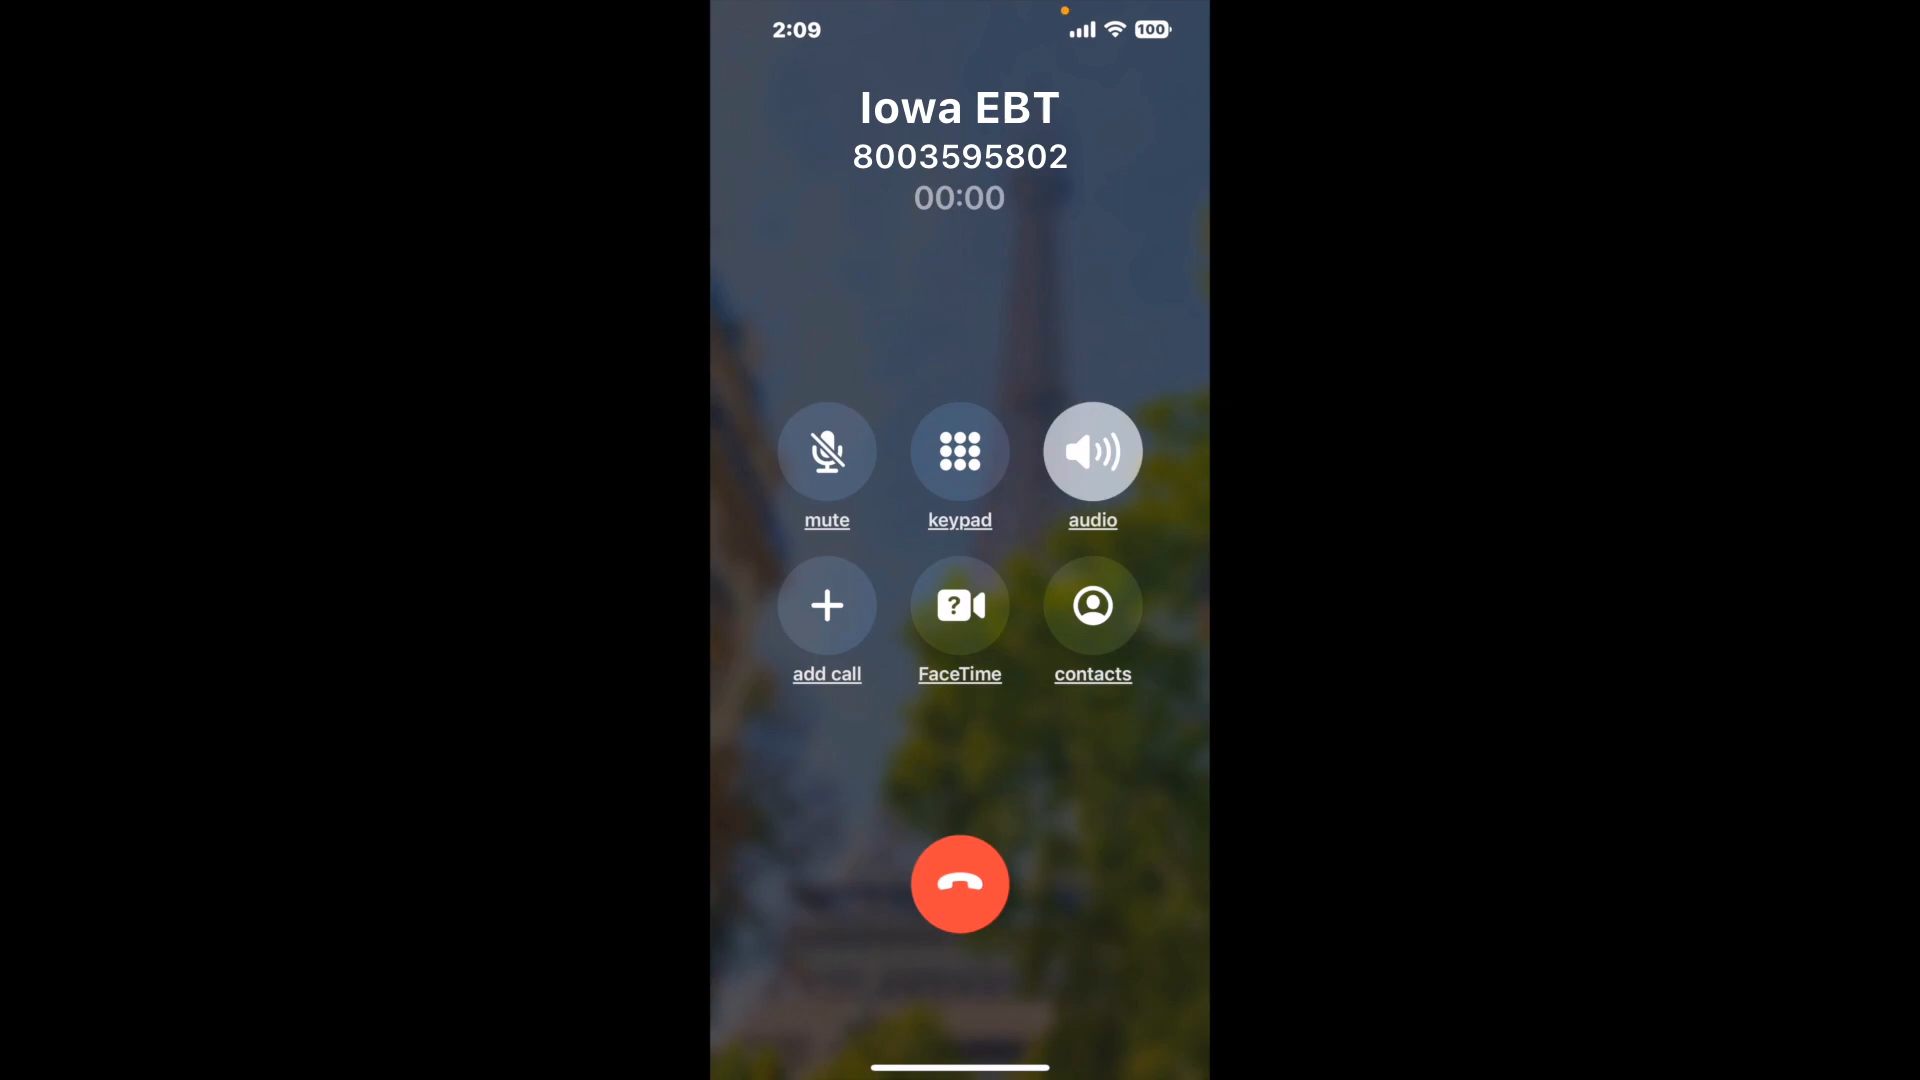 2:09
100
Iowa EBT
8003595802
00:00
mute
keypad
audio
?
add call
FaceTime
contacts